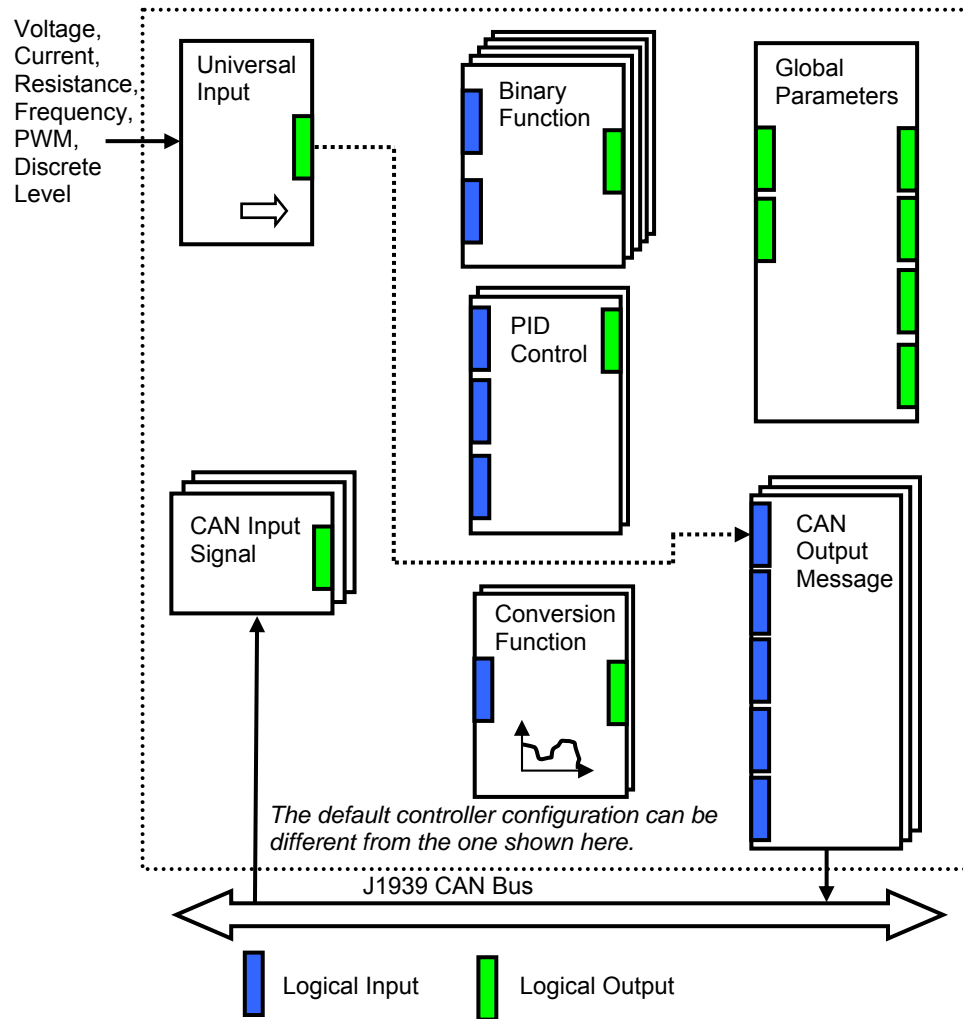 Voltage,
Current,
Resistance,
Frequency,
PWM,
Discrete
Level
Universal
Input
Binary
Function
Global
Parameters
PID
Control
CAN Input
Signal
CAN
Output
Message
Conversion
Function
The default controller configuration can be
different from the one shown here.
J1939 CAN Bus
Logical Input
Logical Output